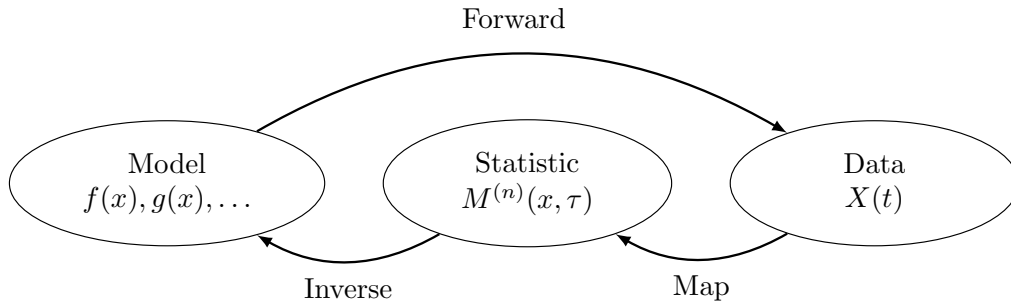 Forward
Model
f(x), g(x), …
Statistic
M^{(n)}(x, τ)
Data
X(t)
Inverse
Map